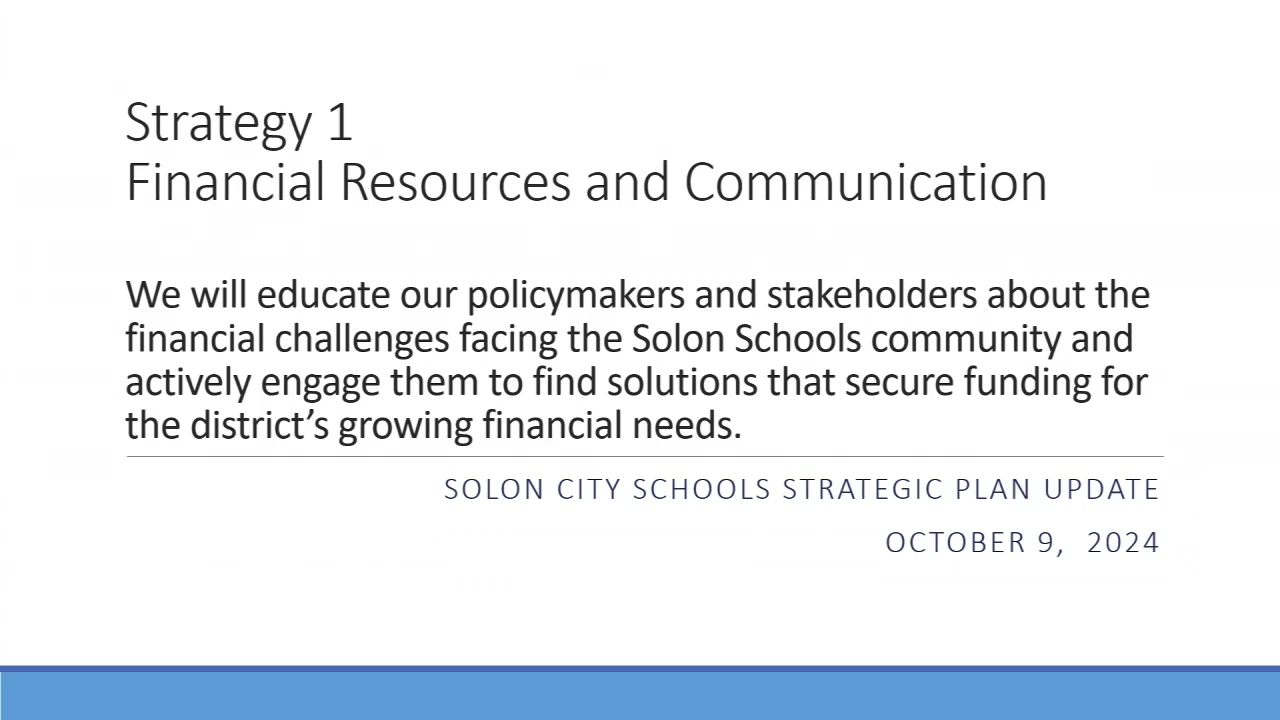 Strategy 1
Financial Resources and Communication
We will educate our policymakers and stakeholders about the
financial challenges facing the Solon Schools community and
actively engage them to find solutions that secure funding for
the district’s growing financial needs.
SOLON CITY SCHOOLS STRATEGIC PLAN UPDATE
OCTOBER 9, 2024